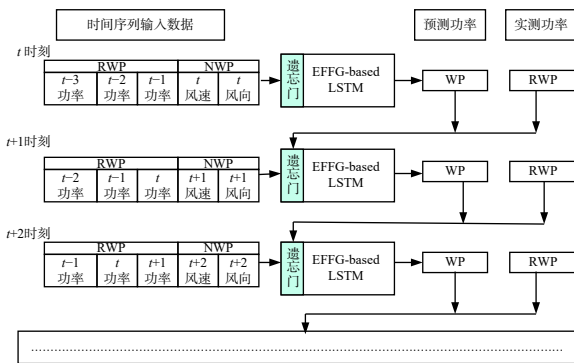 时间序列输入数据
预测功率
实测功率
t 时刻
RWP NWP
t−3 t−2 t−1 t t
功率 功率 功率 风速 风向
遗忘门
EFFG-based
LSTM
WP
RWP
t+1时刻
RWP NWP
t−2 t−1 t t+1 t+1
功率 功率 功率 风速 风向
遗忘门
EFFG-based
LSTM
WP
RWP
t+2时刻
RWP NWP
t−1 t t+1 t+2 t+2
功率 功率 功率 风速 风向
遗忘门
EFFG-based
LSTM
WP
RWP